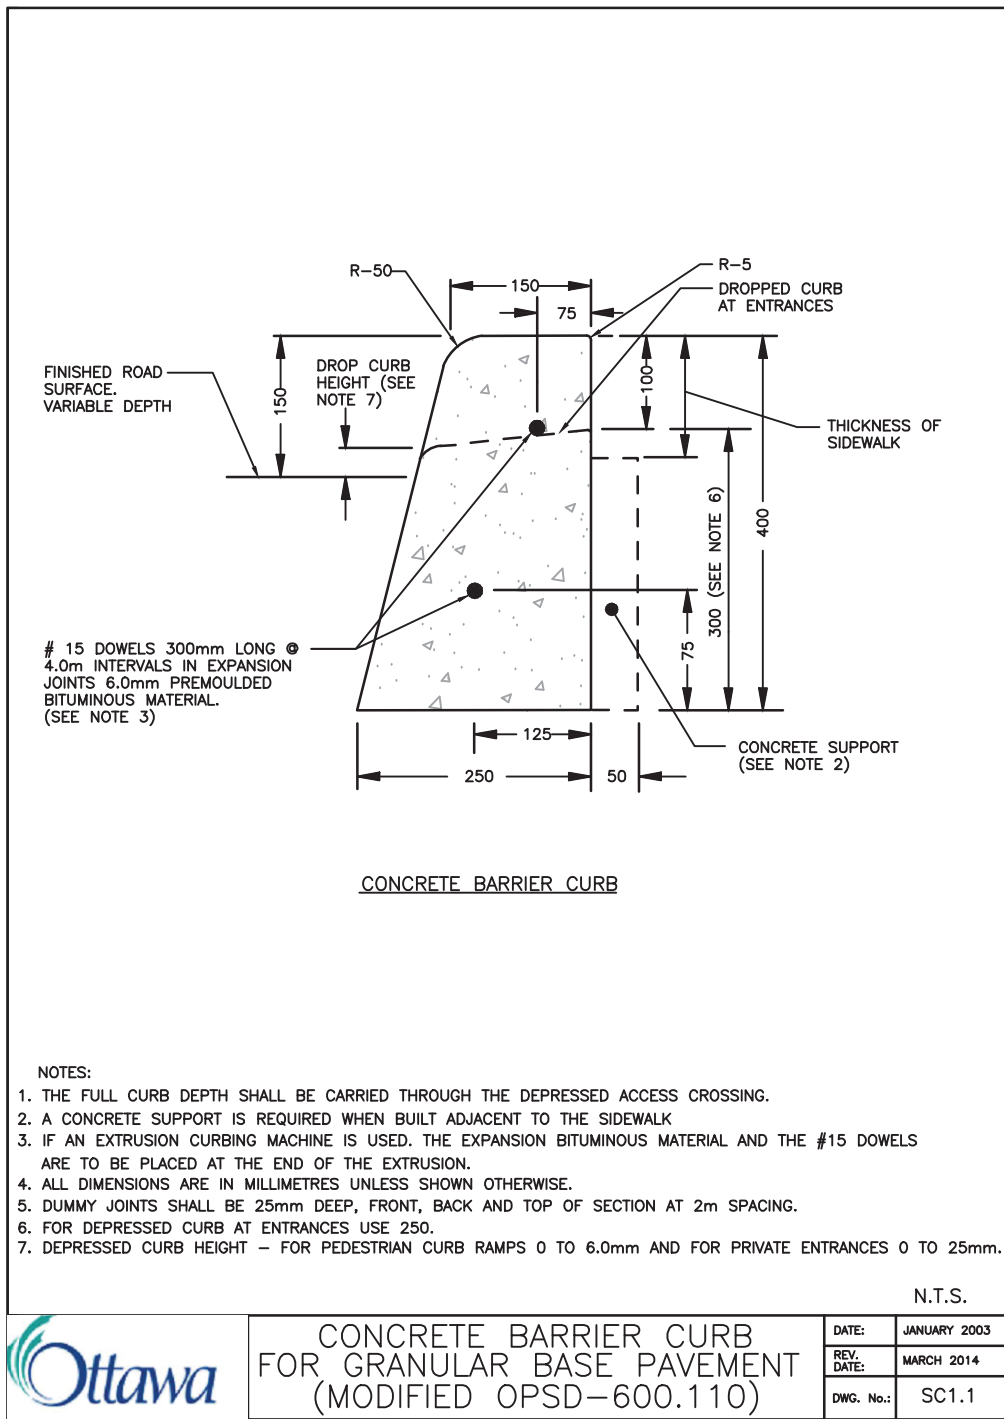 R-50
150
R-5
DROPPED CURB
AT ENTRANCES
75
FINISHED ROAD
SURFACE.
VARIABLE DEPTH
150
DROP CURB
HEIGHT (SEE
NOTE 7)
100
THICKNESS OF
SIDEWALK
300 (SEE NOTE 6)
400
75
# 15 DOWELS 300mm LONG @
4.0m INTERVALS IN EXPANSION
JOINTS 6.0mm PREMOULDED
BITUMINOUS MATERIAL.
(SEE NOTE 3)
125
250
50
CONCRETE SUPPORT
(SEE NOTE 2)
CONCRETE BARRIER CURB
NOTES:
1. THE FULL CURB DEPTH SHALL BE CARRIED THROUGH THE DEPRESSED ACCESS CROSSING.
2. A CONCRETE SUPPORT IS REQUIRED WHEN BUILT ADJACENT TO THE SIDEWALK
3. IF AN EXTRUSION CURBING MACHINE IS USED. THE EXPANSION BITUMINOUS MATERIAL AND THE #15 DOWELS
ARE TO BE PLACED AT THE END OF THE EXTRUSION.
4. ALL DIMENSIONS ARE IN MILLIMETRES UNLESS SHOWN OTHERWISE.
5. DUMMY JOINTS SHALL BE 25mm DEEP, FRONT, BACK AND TOP OF SECTION AT 2m SPACING.
6. FOR DEPRESSED CURB AT ENTRANCES USE 250.
7. DEPRESSED CURB HEIGHT – FOR PEDESTRIAN CURB RAMPS 0 TO 6.0mm AND FOR PRIVATE ENTRANCES 0 TO 25mm.
N.T.S.
Ottawa
CONCRETE BARRIER CURB
FOR GRANULAR BASE PAVEMENT
(MODIFIED OPSD-600.110)
DATE: JANUARY 2003
REV. DATE: MARCH 2014
DWG. No.: SC1.1